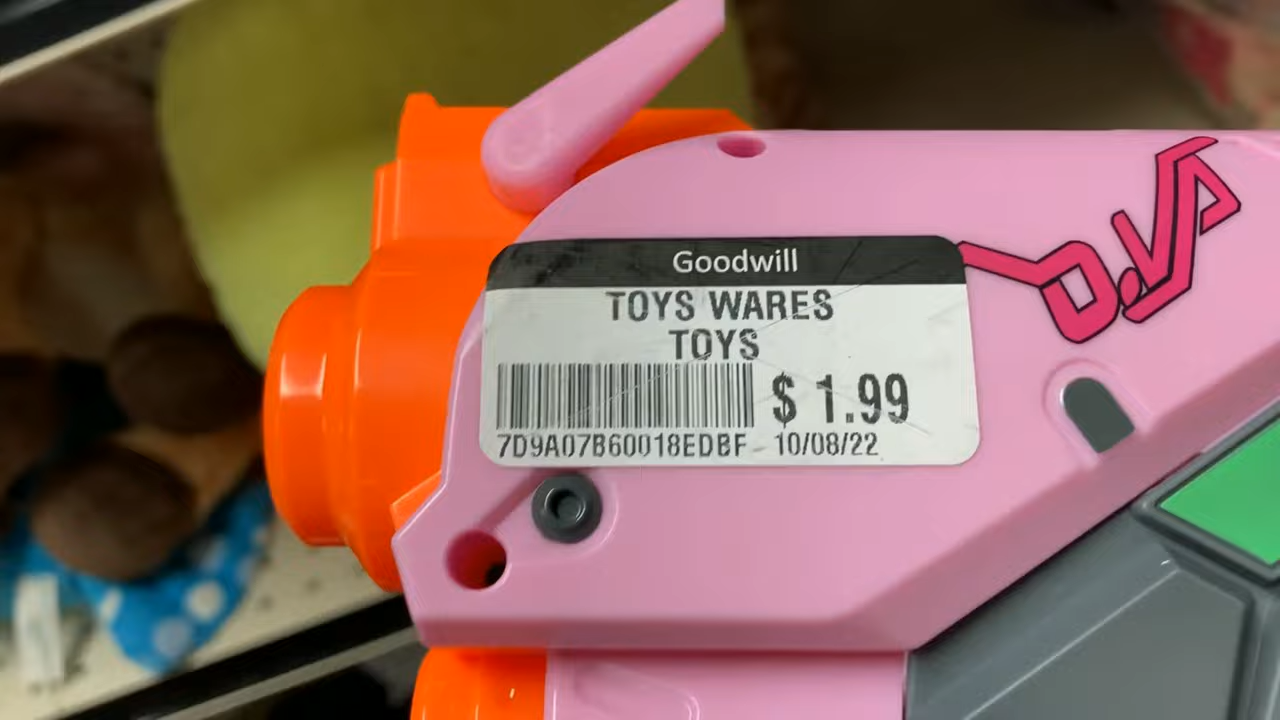 Goodwill
TOYS WARES
TOYS
$ 1.99
7D9A07B60018EDBF 10/08/22
D.VA